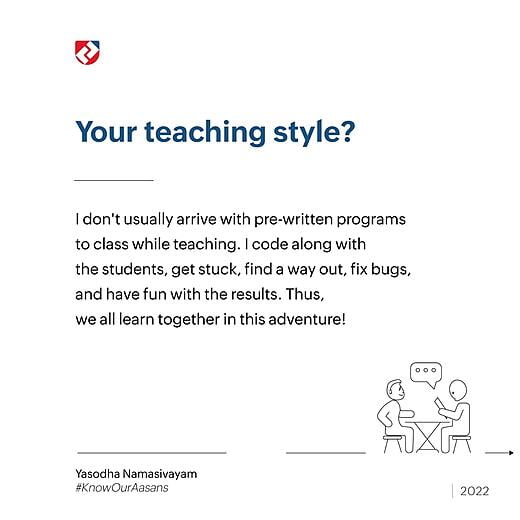 Your teaching style?
I don't usually arrive with pre-written programs
to class while teaching. I code along with
the students, get stuck, find a way out, fix bugs,
and have fun with the results. Thus,
we all learn together in this adventure!
Yasodha Namasivayam
#KnowOurAasans
2022